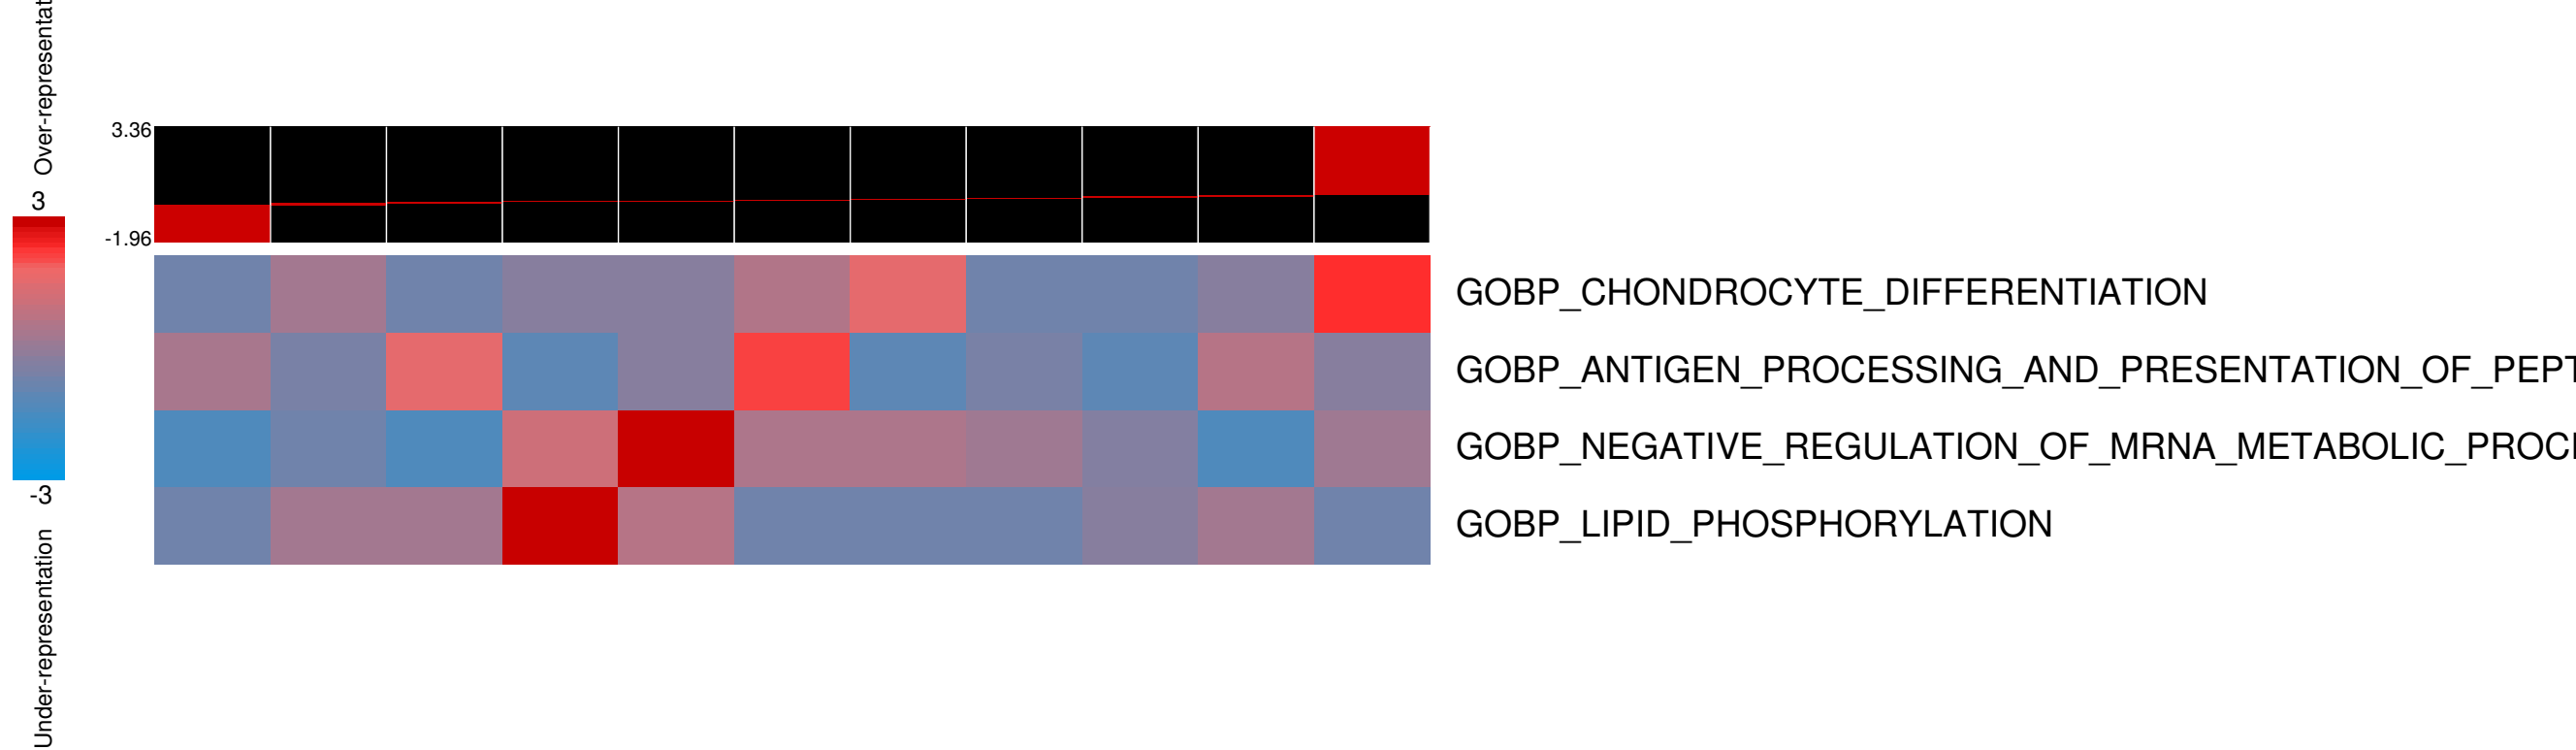 Over-representat
3.36
3
-1.96
GOBP_CHONDROCYTE_DIFFERENTIATION
GOBP_ANTIGEN_PROCESSING_AND_PRESENTATION_OF_PEPT
GOBP_NEGATIVE_REGULATION_OF_MRNA_METABOLIC_PROC
-3
GOBP_LIPID_PHOSPHORYLATION
Under-representation